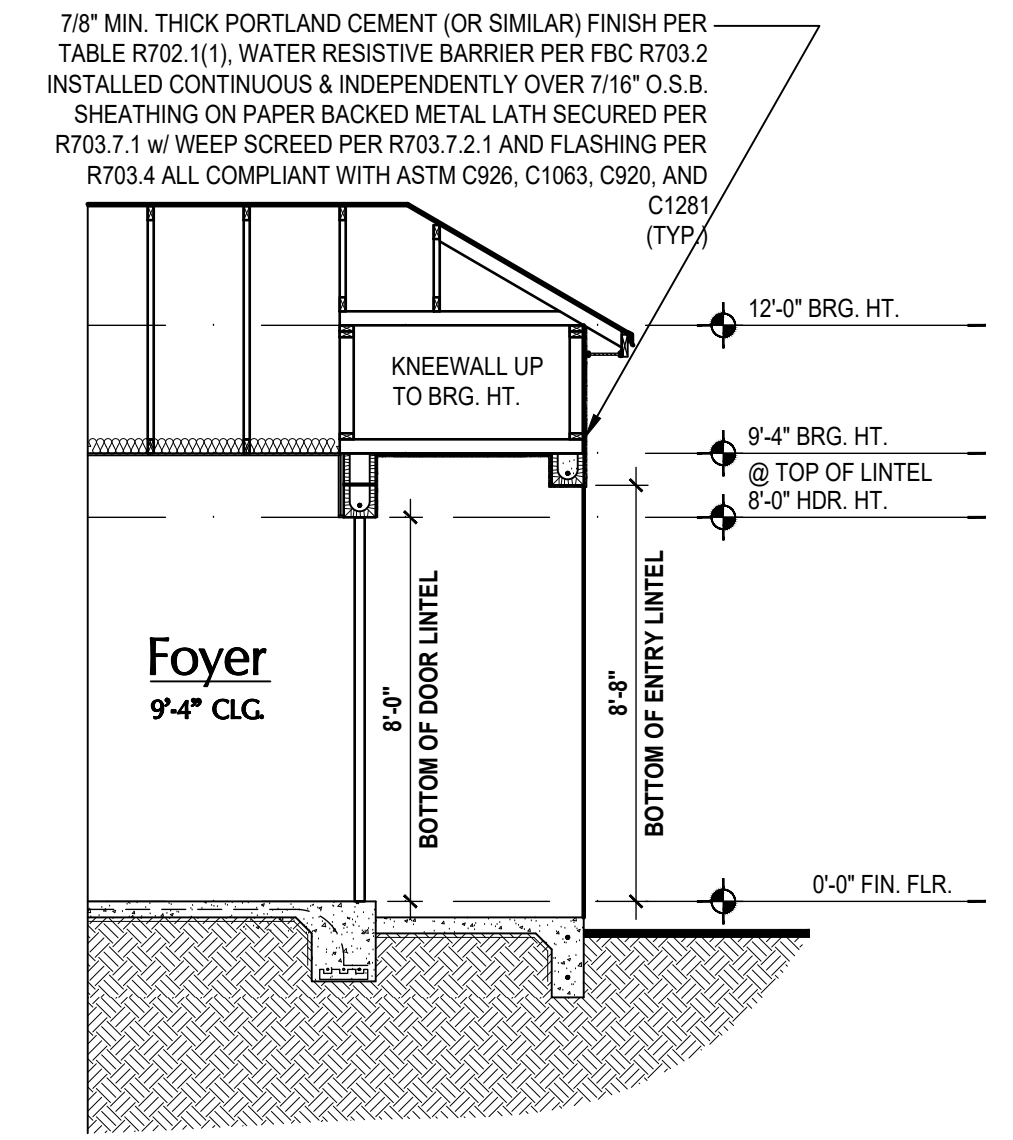 7/8" MIN. THICK PORTLAND CEMENT (OR SIMILAR) FINISH PER
TABLE R702.1(1), WATER RESISTIVE BARRIER PER FBC R703.2
INSTALLED CONTINUOUS & INDEPENDENTLY OVER 7/16" O.S.B.
SHEATHING ON PAPER BACKED METAL LATH SECURED PER
R703.7.1 w/ WEEP SCREED PER R703.7.2.1 AND FLASHING PER
R703.4 ALL COMPLIANT WITH ASTM C926, C1063, C920, AND
C1281
(TYP.)
12'-0" BRG. HT.
KNEEWALL UP
TO BRG. HT.
9'-4" BRG. HT.
@ TOP OF LINTEL
8'-0" HDR. HT.
Foyer
9'-4" CLG.
8'-0"
BOTTOM OF DOOR LINTEL
8'-8"
BOTTOM OF ENTRY LINTEL
0'-0" FIN. FLR.